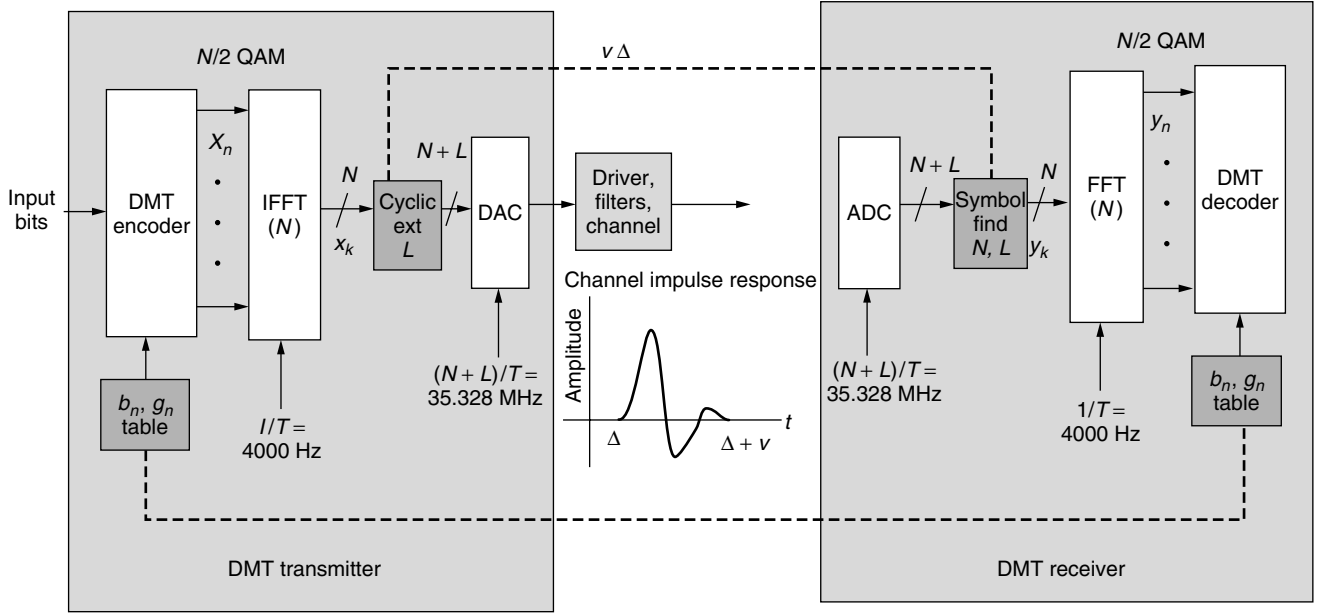 N/2 QAM
Input
bits
DMT
encoder
X_n
IFFT
(N)
N
x_k
Cyclic
ext
L
N + L
DAC
b_n, g_n
table
I/T =
4000 Hz
(N + L)/T =
35.328 MHz
DMT transmitter
v Δ
Driver,
filters,
channel
Channel impulse response
Amplitude
t
Δ
Δ + v
N/2 QAM
ADC
N + L
Symbol
find
N, L
N
y_k
FFT
(N)
y_n
DMT
decoder
(N + L)/T =
35.328 MHz
1/T =
4000 Hz
b_n, g_n
table
DMT receiver